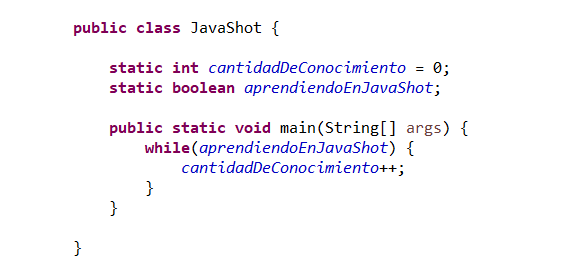 public class JavaShot {
static int cantidadDeConocimiento = 0;
static boolean aprendiendoEnJavaShot;
public static void main(String[] args) {
while(aprendiendoEnJavaShot) {
cantidadDeConocimiento++;
}
}
}